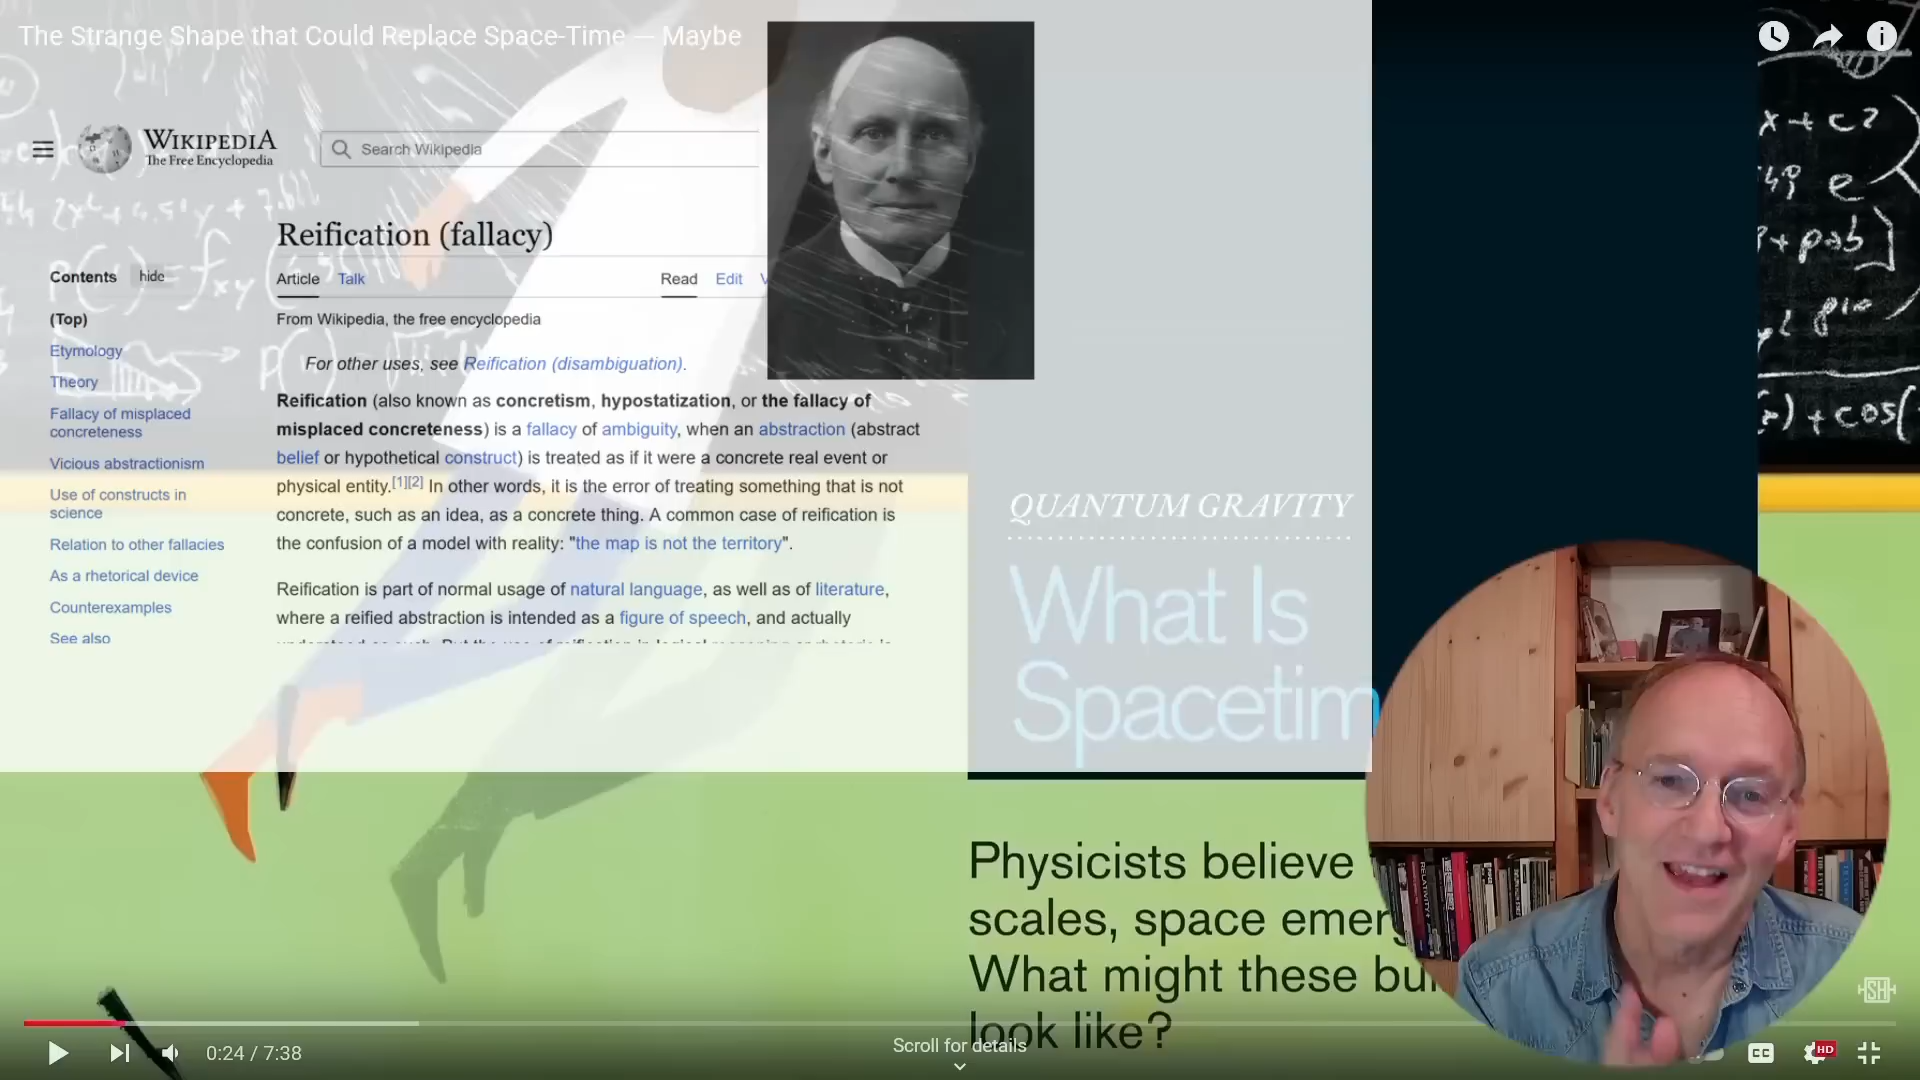 The Strange Shape that Could Replace Space-Time — Maybe
WIKIPEDIA
The Free Encyclopedia
Search Wikipedia
Reification (fallacy)
Contents hide
Article Talk
Read Edit V
(Top)
Etymology
Theory
Fallacy of misplaced
concreteness
Vicious abstractionism
Use of constructs in
science
Relation to other fallacies
As a rhetorical device
Counterexamples
See also
From Wikipedia, the free encyclopedia
For other uses, see Reification (disambiguation).
Reification (also known as concretism, hypostatization, or the fallacy of
misplaced concreteness) is a fallacy of ambiguity, when an abstraction (abstract
belief or hypothetical construct) is treated as if it were a concrete real event or
physical entity.[1][2] In other words, it is the error of treating something that is not
concrete, such as an idea, as a concrete thing. A common case of reification is
the confusion of a model with reality: "the map is not the territory".
Reification is part of normal usage of natural language, as well as of literature,
where a reified abstraction is intended as a figure of speech, and actually
QUANTUM GRAVITY
What Is
Spacetim
Physicists believe
scales, space emerg
What might these bui
look like?
SH
0:24 / 7:38
Scroll for details
CC
HD